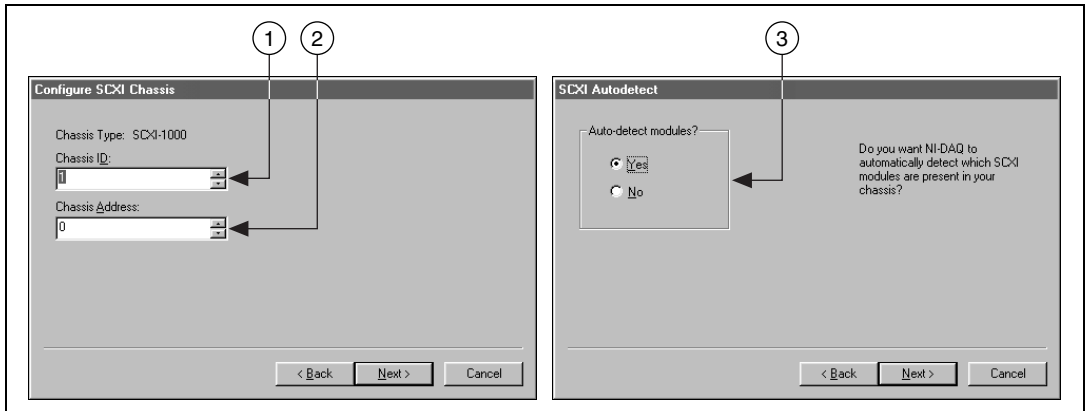 1
2
3
Configure SCXI Chassis
Chassis Type: SCXI-1000
Chassis ID:
1
Chassis Address:
0
< Back
Next >
Cancel
SCXI Autodetect
Auto-detect modules?
Yes
No
Do you want NI-DAQ to
automatically detect which SCXI
modules are present in your
chassis?
< Back
Next >
Cancel